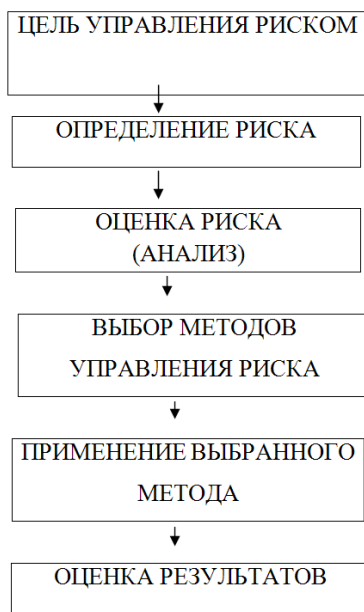 ЦЕЛЬ УПРАВЛЕНИЯ РИСКОМ
ОПРЕДЕЛЕНИЕ РИСКА
ОЦЕНКА РИСКА
(АНАЛИЗ)
ВЫБОР МЕТОДОВ
УПРАВЛЕНИЯ РИСКА
ПРИМЕНЕНИЕ ВЫБРАННОГО
МЕТОДА
ОЦЕНКА РЕЗУЛЬТАТОВ